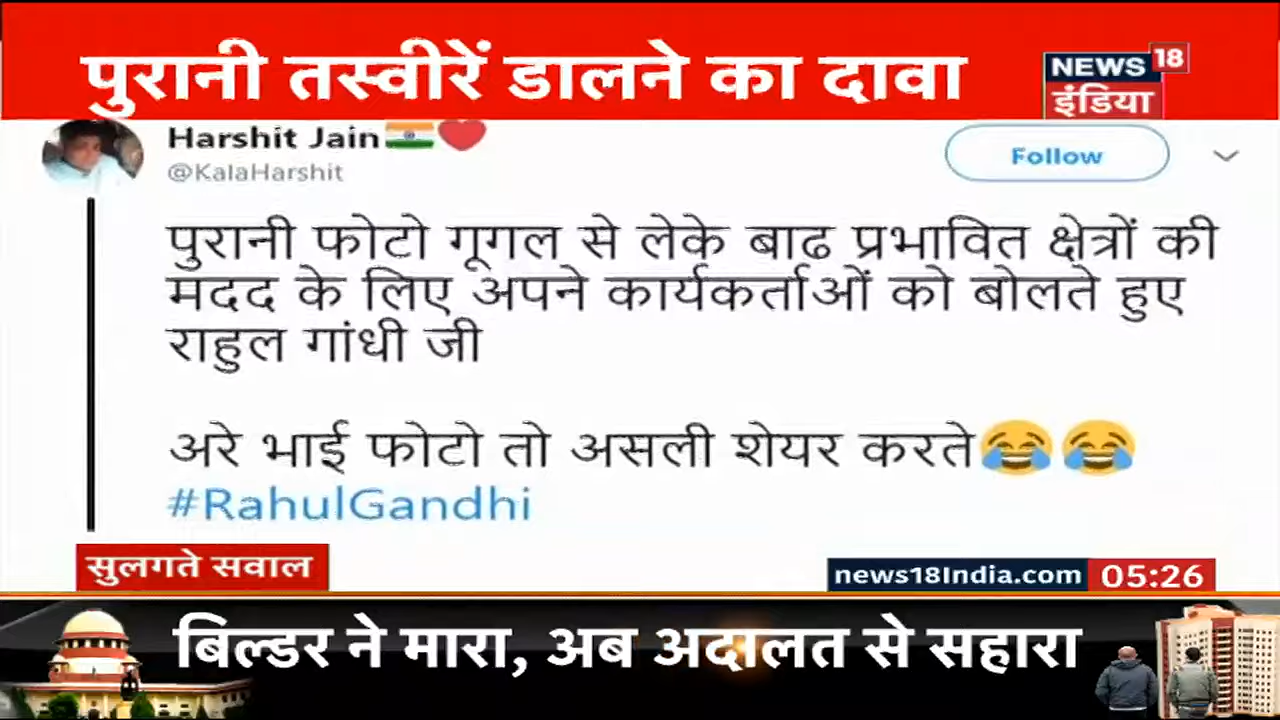 पुरानी तस्वीरें डालने का दावा
NEWS 18
इंडिया
Harshit Jain🇮🇳❤️
@KalaHarshit
Follow
पुरानी फोटो गूगल से लेके बाढ प्रभावित क्षेत्रों की
मदद के लिए अपने कार्यकर्ताओं को बोलते हुए
राहुल गांधी जी
अरे भाई फोटो तो असली शेयर करते😂😂
#RahulGandhi
सुलगते सवाल
news18India.com 05:26
बिल्डर ने मारा, अब अदालत से सहारा